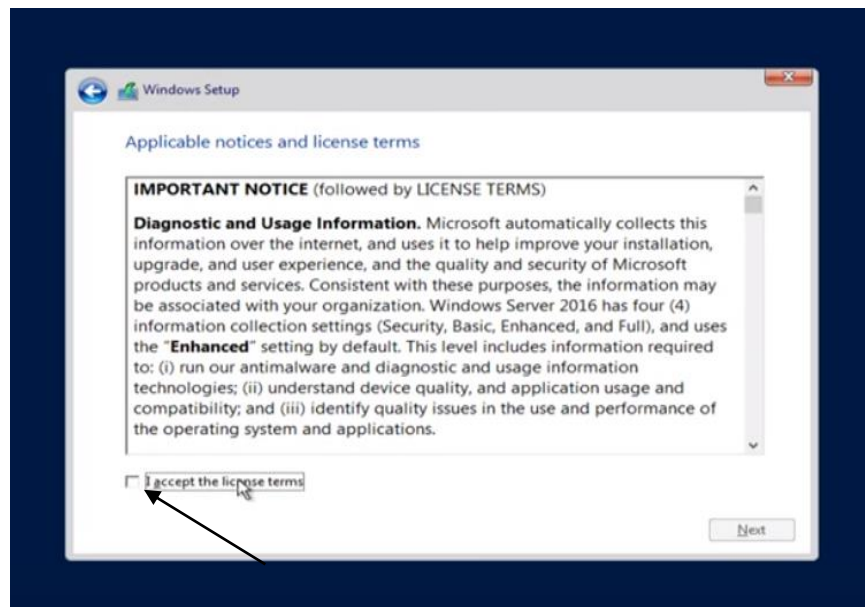 Windows Setup
Applicable notices and license terms
IMPORTANT NOTICE (followed by LICENSE TERMS)
Diagnostic and Usage Information. Microsoft automatically collects this
information over the internet, and uses it to help improve your installation,
upgrade, and user experience, and the quality and security of Microsoft
products and services. Consistent with these purposes, the information may
be associated with your organization. Windows Server 2016 has four (4)
information collection settings (Security, Basic, Enhanced, and Full), and uses
the "Enhanced" setting by default. This level includes information required
to: (i) run our antimalware and diagnostic and usage information
technologies; (ii) understand device quality, and application usage and
compatibility; and (iii) identify quality issues in the use and performance of
the operating system and applications.
I accept the license terms
Next